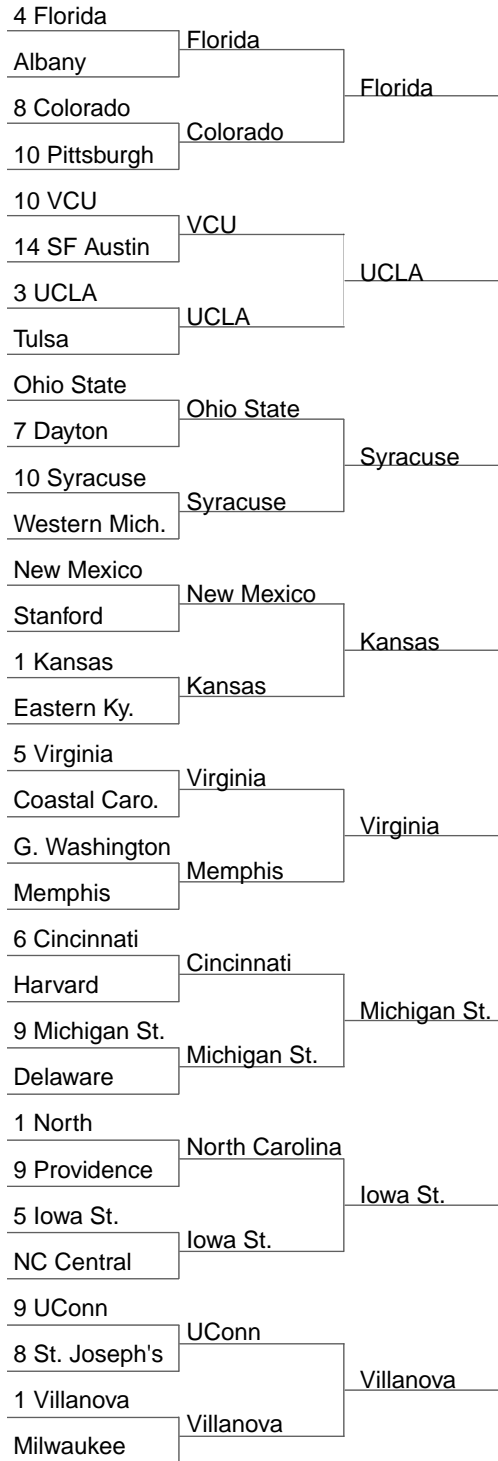 4 Florida
Albany
8 Colorado
10 Pittsburgh
10 VCU
14 SF Austin
3 UCLA
Tulsa
Ohio State
7 Dayton
10 Syracuse
Western Mich.
New Mexico
Stanford
1 Kansas
Eastern Ky.
5 Virginia
Coastal Caro.
G. Washington
Memphis
6 Cincinnati
Harvard
9 Michigan St.
Delaware
1 North
9 Providence
5 Iowa St.
NC Central
9 UConn
8 St. Joseph's
1 Villanova
Milwaukee
Florida
Colorado
VCU
UCLA
Ohio State
Syracuse
New Mexico
Kansas
Virginia
Memphis
Cincinnati
Michigan St.
North Carolina
Iowa St.
UConn
Villanova
Florida
UCLA
Syracuse
Kansas
Virginia
Michigan St.
Iowa St.
Villanova